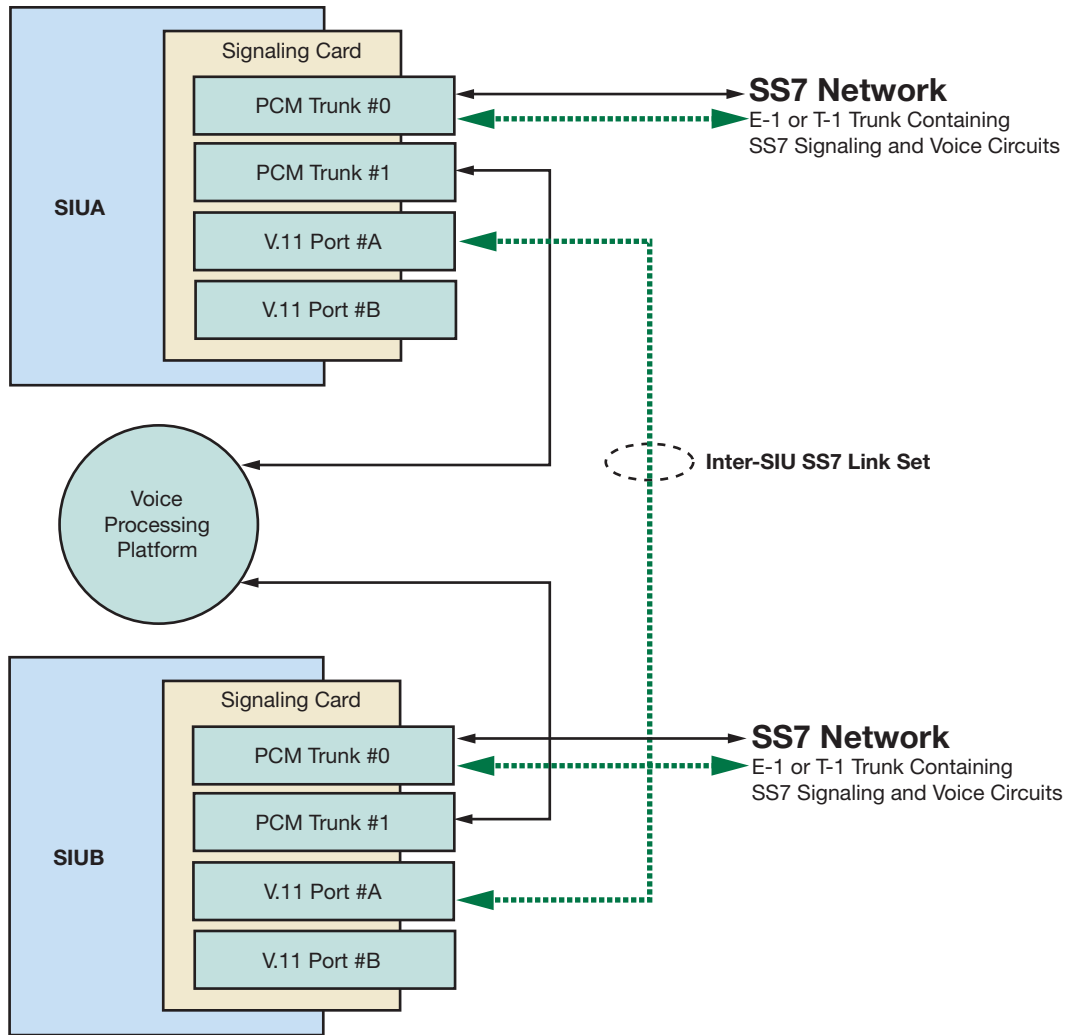 Signaling Card
PCM Trunk #0
PCM Trunk #1
SIUA
V.11 Port #A
V.11 Port #B
SS7 Network
E-1 or T-1 Trunk Containing
SS7 Signaling and Voice Circuits
Inter-SIU SS7 Link Set
Voice
Processing
Platform
Signaling Card
PCM Trunk #0
PCM Trunk #1
SIUB
V.11 Port #A
V.11 Port #B
SS7 Network
E-1 or T-1 Trunk Containing
SS7 Signaling and Voice Circuits